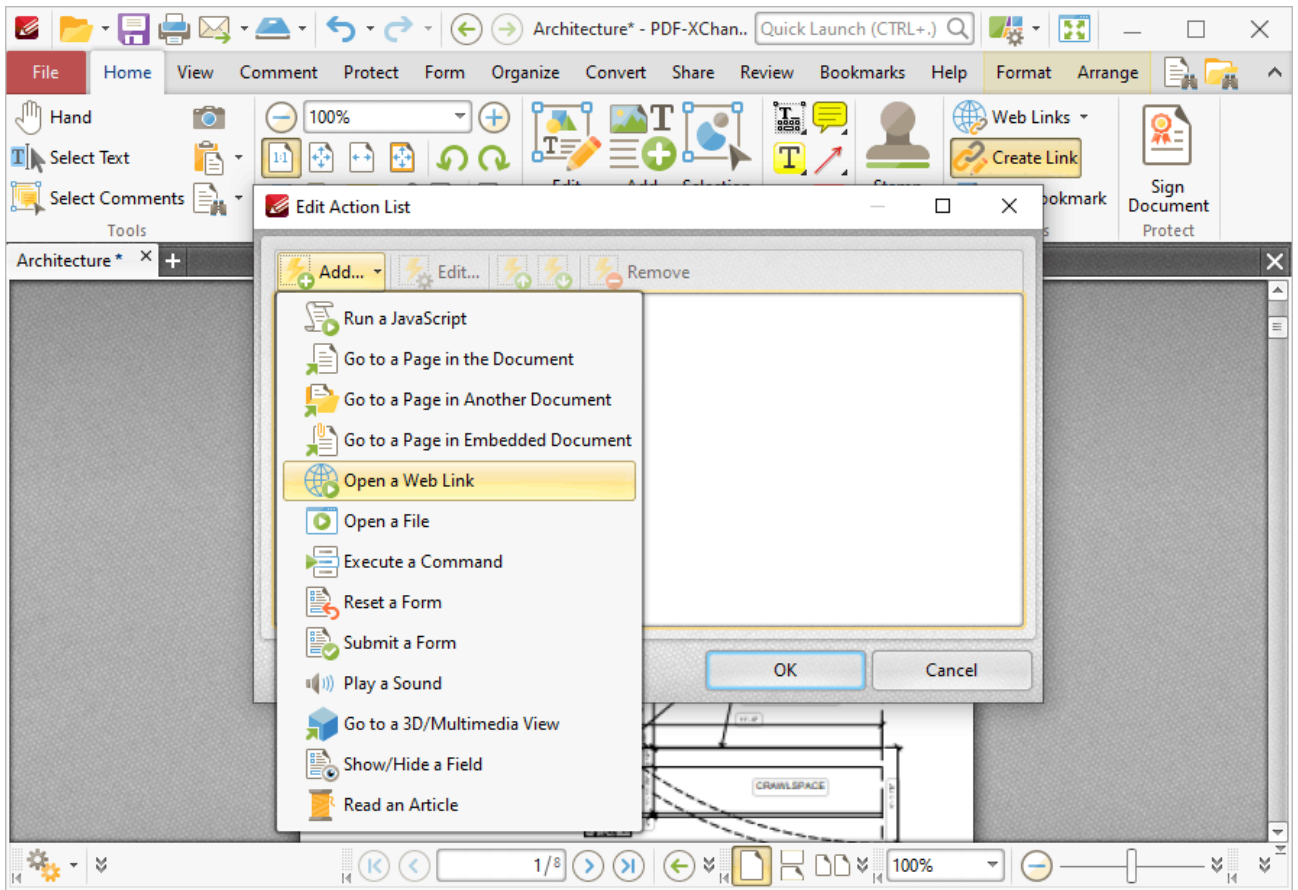 Architecture* - PDF-XChan.. Quick Launch (CTRL+.)
File Home View Comment Protect Form Organize Convert Share Review Bookmarks Help Format Arrange
Hand 100% Web Links
Select Text 1:1 Create Link
Select Comments
Sign
Document
Tools Protect
Edit Action List
Architecture *
Add... Edit... Remove
Run a JavaScript
Go to a Page in the Document
Go to a Page in Another Document
Go to a Page in Embedded Document
Open a Web Link
Open a File
Execute a Command
Reset a Form
Submit a Form
Play a Sound
Go to a 3D/Multimedia View
Show/Hide a Field
Read an Article
OK Cancel
CRAWLSPACE
1/8 100%